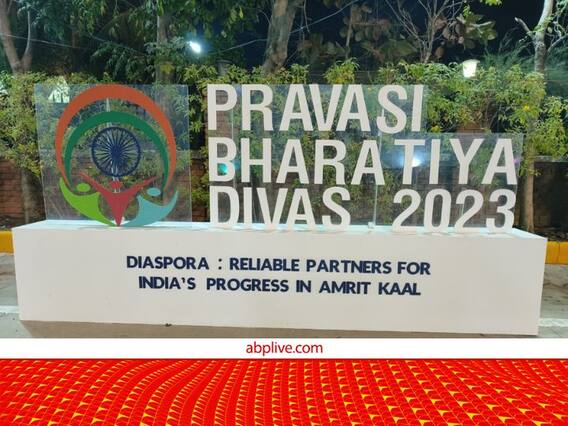 PRAVASI
BHARATIYA
DIVAS . 2023
DIASPORA : RELIABLE PARTNERS FOR
INDIA'S PROGRESS IN AMRIT KAAL
abplive.com